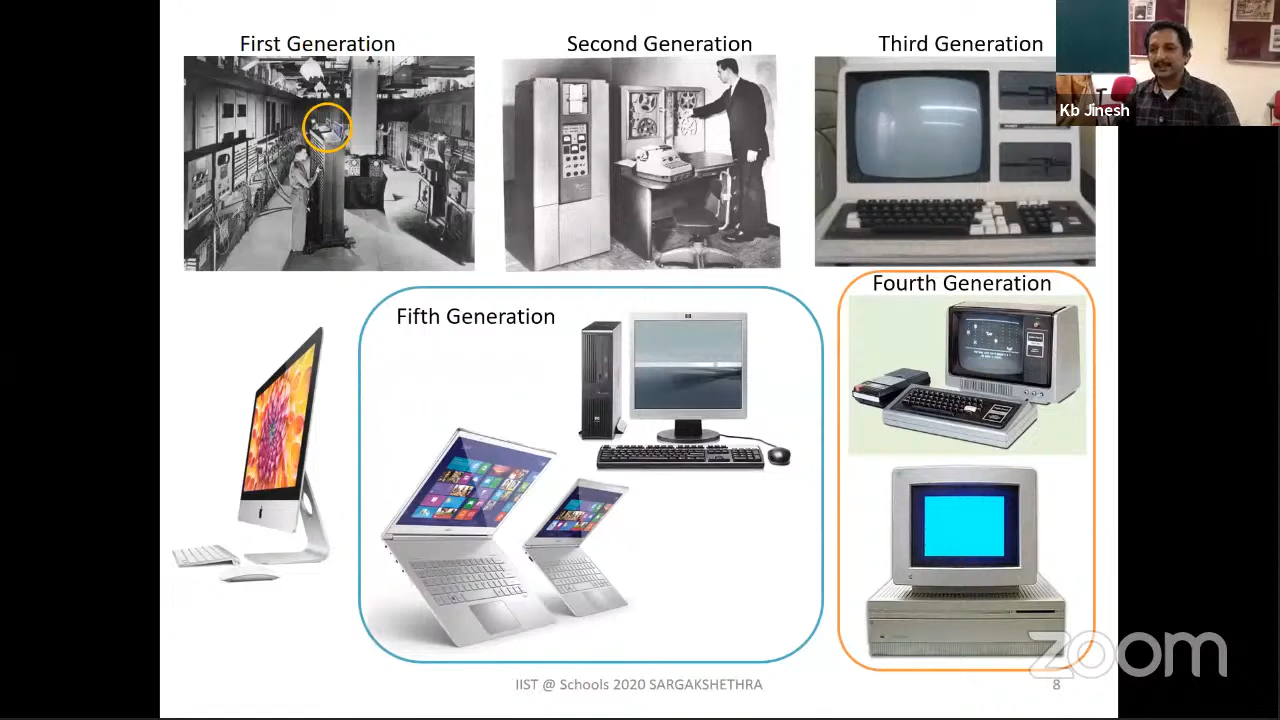 First Generation
Second Generation
Third Generation
Kb Jinesh
Fourth Generation
Fifth Generation
zoom
IIST @ Schools 2020 SARGAKSHETHRA
8